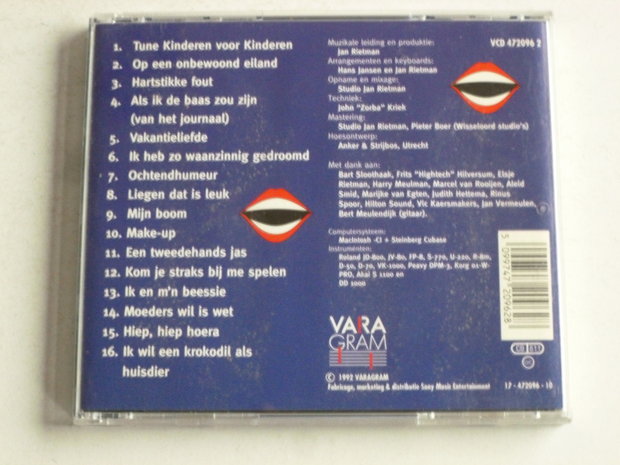 1. Tune Kinderen voor Kinderen
2. Op een onbewoond eiland
3. Hartstikke fout
4. Als ik de baas zou zijn
(van het journaal)
5. Vakantieliefde
6. Ik heb zo waanzinnig gedroomd
7. Ochtendhumeur
8. Liegen dat is leuk
9. Mijn boom
10. Make-up
11. Een tweedehands jas
12. Kom je straks bij me spelen
13. Ik en m'n beessie
14. Moeders wil is wet
15. Hiep, hiep hoera
16. Ik wil een krokodil als
huisdier
Muzikale leiding en produktie:
Jan Rietman
Arrangementen en keyboards:
Hans Jansen en Jan Rietman
Opname en mixage:
Studio Jan Rietman
Techniek:
John "Zorba" Kriek
Mastering:
Studio Jan Rietman, Pieter Boer (Wisseloord studio's)
Hoesontwerp:
Anker & Strijbos, Utrecht
Met dank aan:
Bart Sloothaak, Frits "Hightech" Hilversum, Elsje
Rietman, Harry Meulman, Marcel van Rooijen, Aleid
Smid, Marijke van Egten, Judith Hettema, Rinus
Spoor, Hilton Sound, Vic Kaersmakers, Jan Vermeulen,
Bert Meulendijk (gitaar).
Computersysteem:
Macintosh -CI + Steinberg Cubase
Instrumenten:
Roland JD-800, JV-80, FP-8, S-770, U-220, R-8m,
D-50, D-70, VK-1000, Peavy DPM-3, Korg 01-W-
PRO, Akai S 1100 en
DD 1000
VCD 472096 2
5 099747 209628
VARA
GRAM
© 1992 VARAGRAM
Fabricage, marketing & distributie Sony Music Entertainment
17 - 472096 - 10